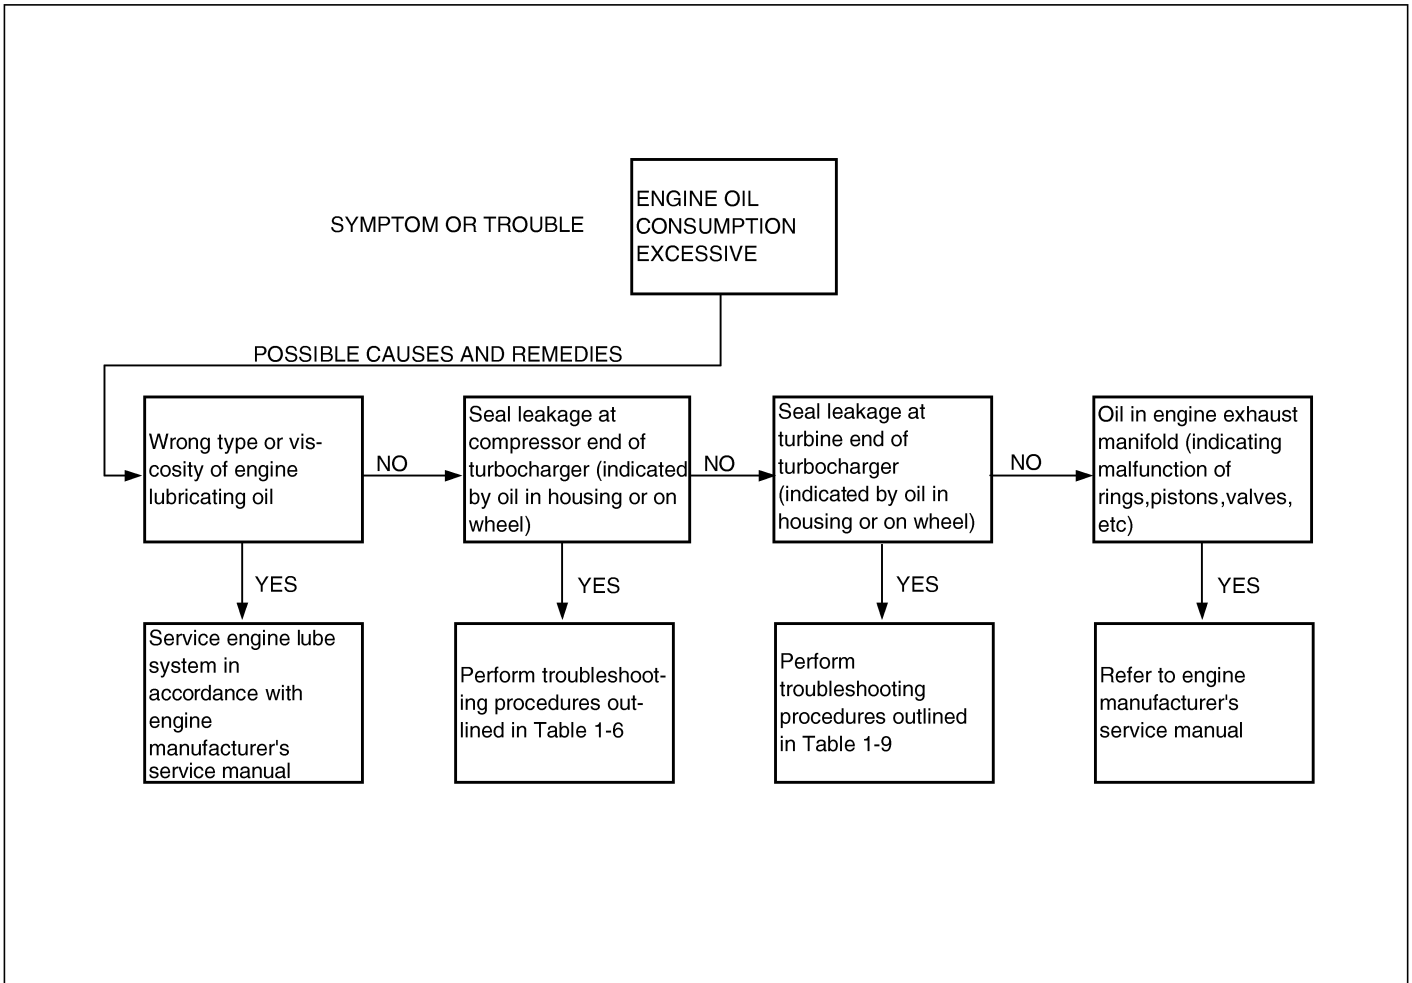 SYMPTOM OR TROUBLE
ENGINE OIL
CONSUMPTION
EXCESSIVE
POSSIBLE CAUSES AND REMEDIES
Wrong type or vis-
cosity of engine
lubricating oil
NO
Seal leakage at
compressor end of
turbocharger (indicated
by oil in housing or on
wheel)
NO
Seal leakage at
turbine end of
turbocharger
(indicated by oil in
housing or on wheel)
NO
Oil in engine exhaust
manifold (indicating
malfunction of
rings,pistons,valves,
etc)
YES
YES
YES
YES
Service engine lube
system in
accordance with
engine
manufacturer's
service manual
Perform troubleshoot-
ing procedures out-
lined in Table 1-6
Perform
troubleshooting
procedures outlined
in Table 1-9
Refer to engine
manufacturer's
service manual